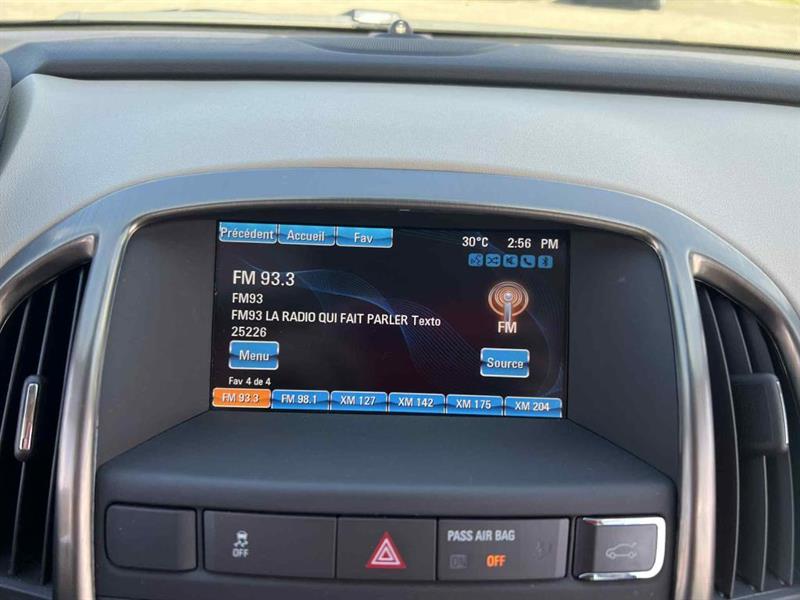 Précédent Accueil Fav 30°C 2:56 PM
FM 93.3
FM93
FM93 LA RADIO QUI FAIT PARLER Texto
25226
FM
Menu Source
Fav 4 de 4
FM 93.3 FM 98.1 XM 127 XM 142 XM 175 XM 204
PASS AIR BAG
OFF ON OFF